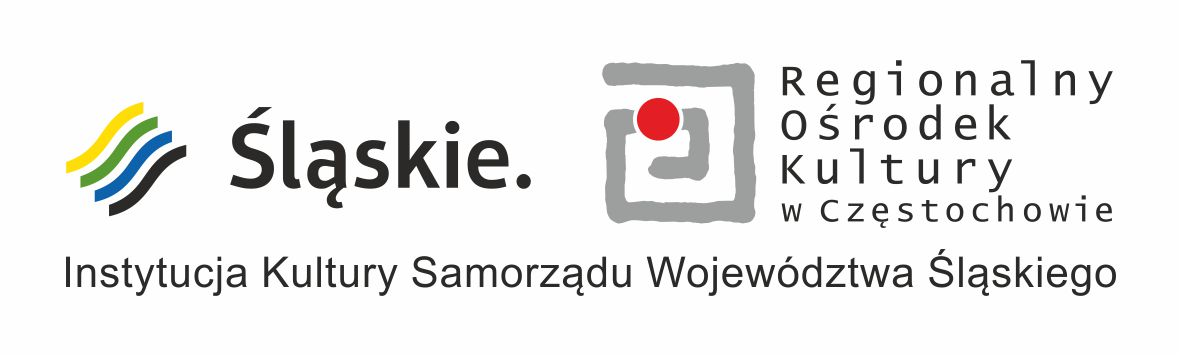 Śląskie.
Regionalny
Ośrodek
Kultury
w Częstochowie
Instytucja Kultury Samorządu Województwa Śląskiego